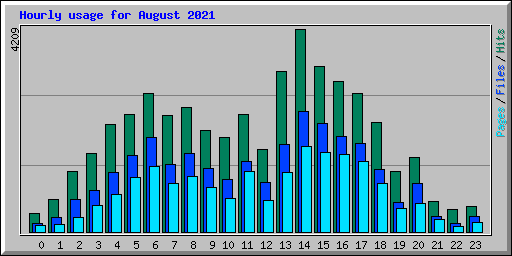 Hourly usage for August 2021
4209
Pages / Files / Hits
0 1 2 3 4 5 6 7 8 9 10 11 12 13 14 15 16 17 18 19 20 21 22 23